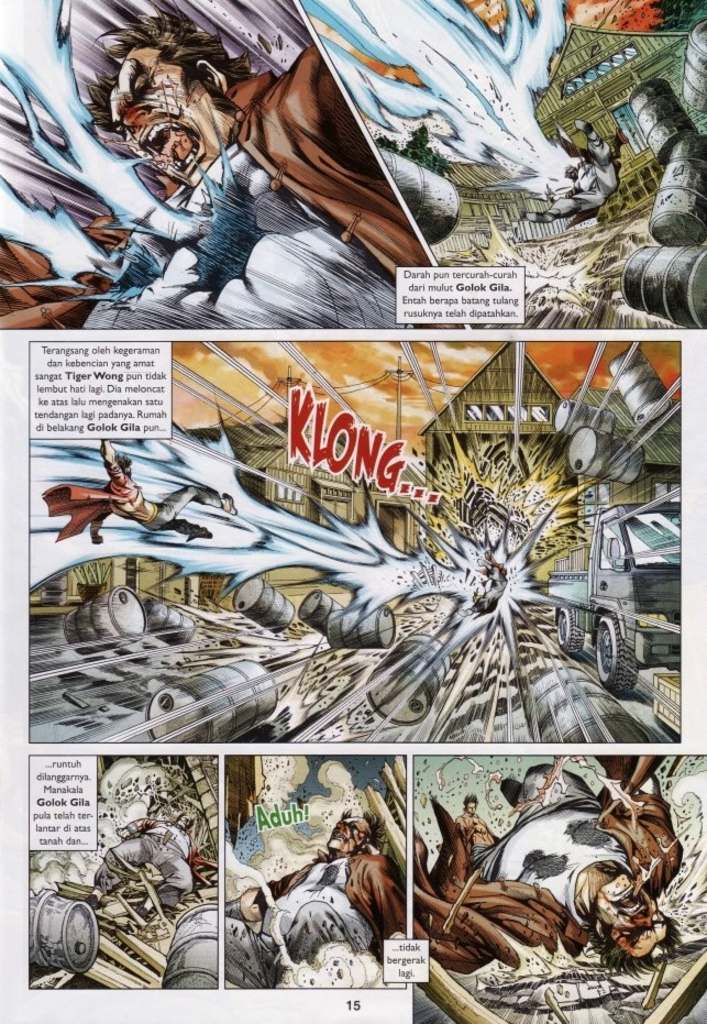 Darah pun tercurah-curah
dari mulut Golok Gila.
Entah berapa batang tulang
rusuknya telah dipatahkan.
Terangsang oleh kegeraman
dan kebencian yang amat
sangat Tiger Wong pun tidak
lembut hati lagi. Dia meloncat
ke atas lalu mengenakan satu
tendangan lagi padanya. Rumah
di belakang Golok Gila pun...
KLONG...
...runtuh
dilanggarnya.
Manakala
Golok Gila
pula telah ter-
lantar di atas
tanah dan...
Aduh!
...tidak
bergerak
lagi.
15